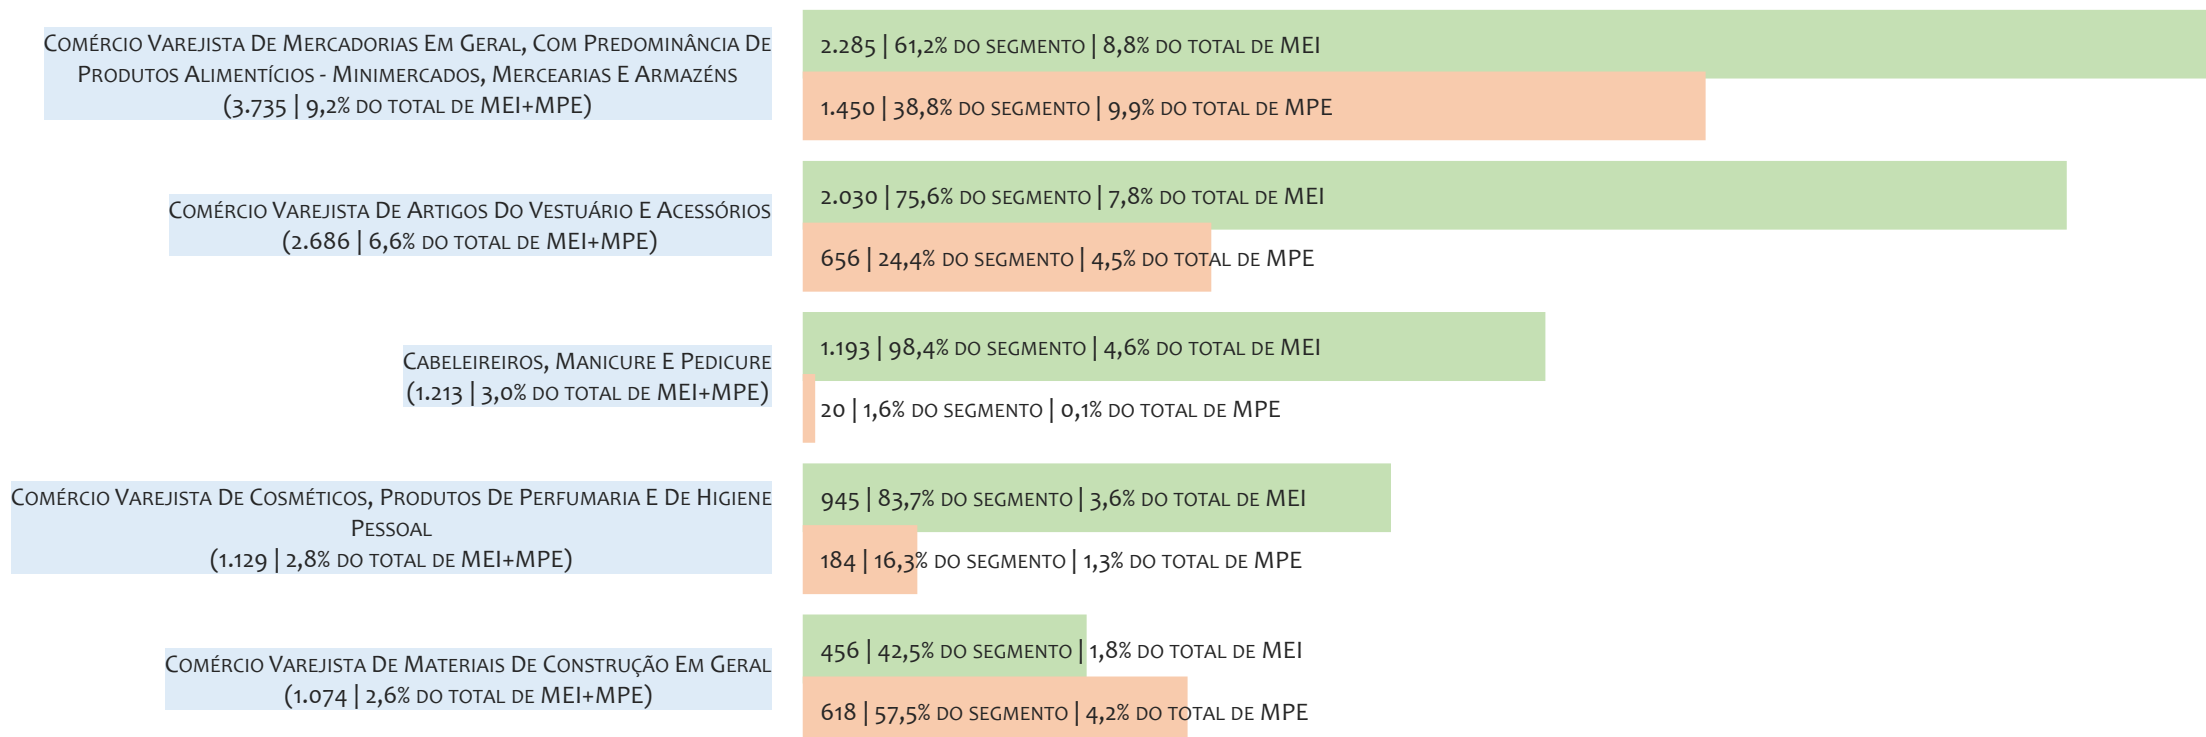 Comércio Varejista De Mercadorias Em Geral, Com Predominância De
Produtos Alimentícios - Minimercados, Mercearias E Armazéns
(3.735 | 9,2% do total de MEI+MPE)
2.285 | 61,2% do segmento | 8,8% do total de MEI
1.450 | 38,8% do segmento | 9,9% do total de MPE
Comércio Varejista De Artigos Do Vestuário E Acessórios
(2.686 | 6,6% do total de MEI+MPE)
2.030 | 75,6% do segmento | 7,8% do total de MEI
656 | 24,4% do segmento | 4,5% do total de MPE
Cabeleireiros, Manicure E Pedicure
(1.213 | 3,0% do total de MEI+MPE)
1.193 | 98,4% do segmento | 4,6% do total de MEI
20 | 1,6% do segmento | 0,1% do total de MPE
Comércio Varejista De Cosméticos, Produtos De Perfumaria E De Higiene
Pessoal
(1.129 | 2,8% do total de MEI+MPE)
945 | 83,7% do segmento | 3,6% do total de MEI
184 | 16,3% do segmento | 1,3% do total de MPE
Comércio Varejista De Materiais De Construção Em Geral
(1.074 | 2,6% do total de MEI+MPE)
456 | 42,5% do segmento | 1,8% do total de MEI
618 | 57,5% do segmento | 4,2% do total de MPE